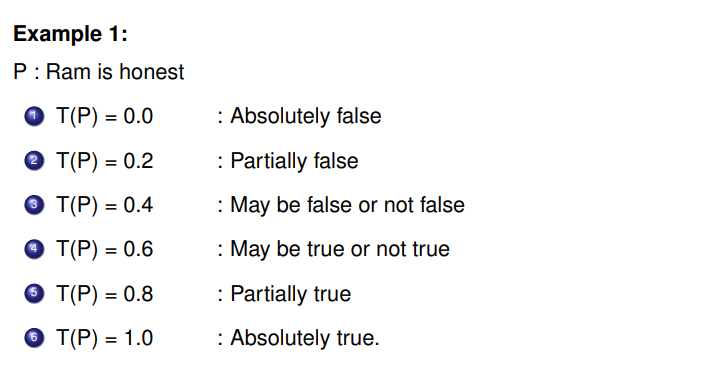 Example 1:
P : Ram is honest
1 T(P) = 0.0 : Absolutely false
2 T(P) = 0.2 : Partially false
3 T(P) = 0.4 : May be false or not false
4 T(P) = 0.6 : May be true or not true
5 T(P) = 0.8 : Partially true
6 T(P) = 1.0 : Absolutely true.